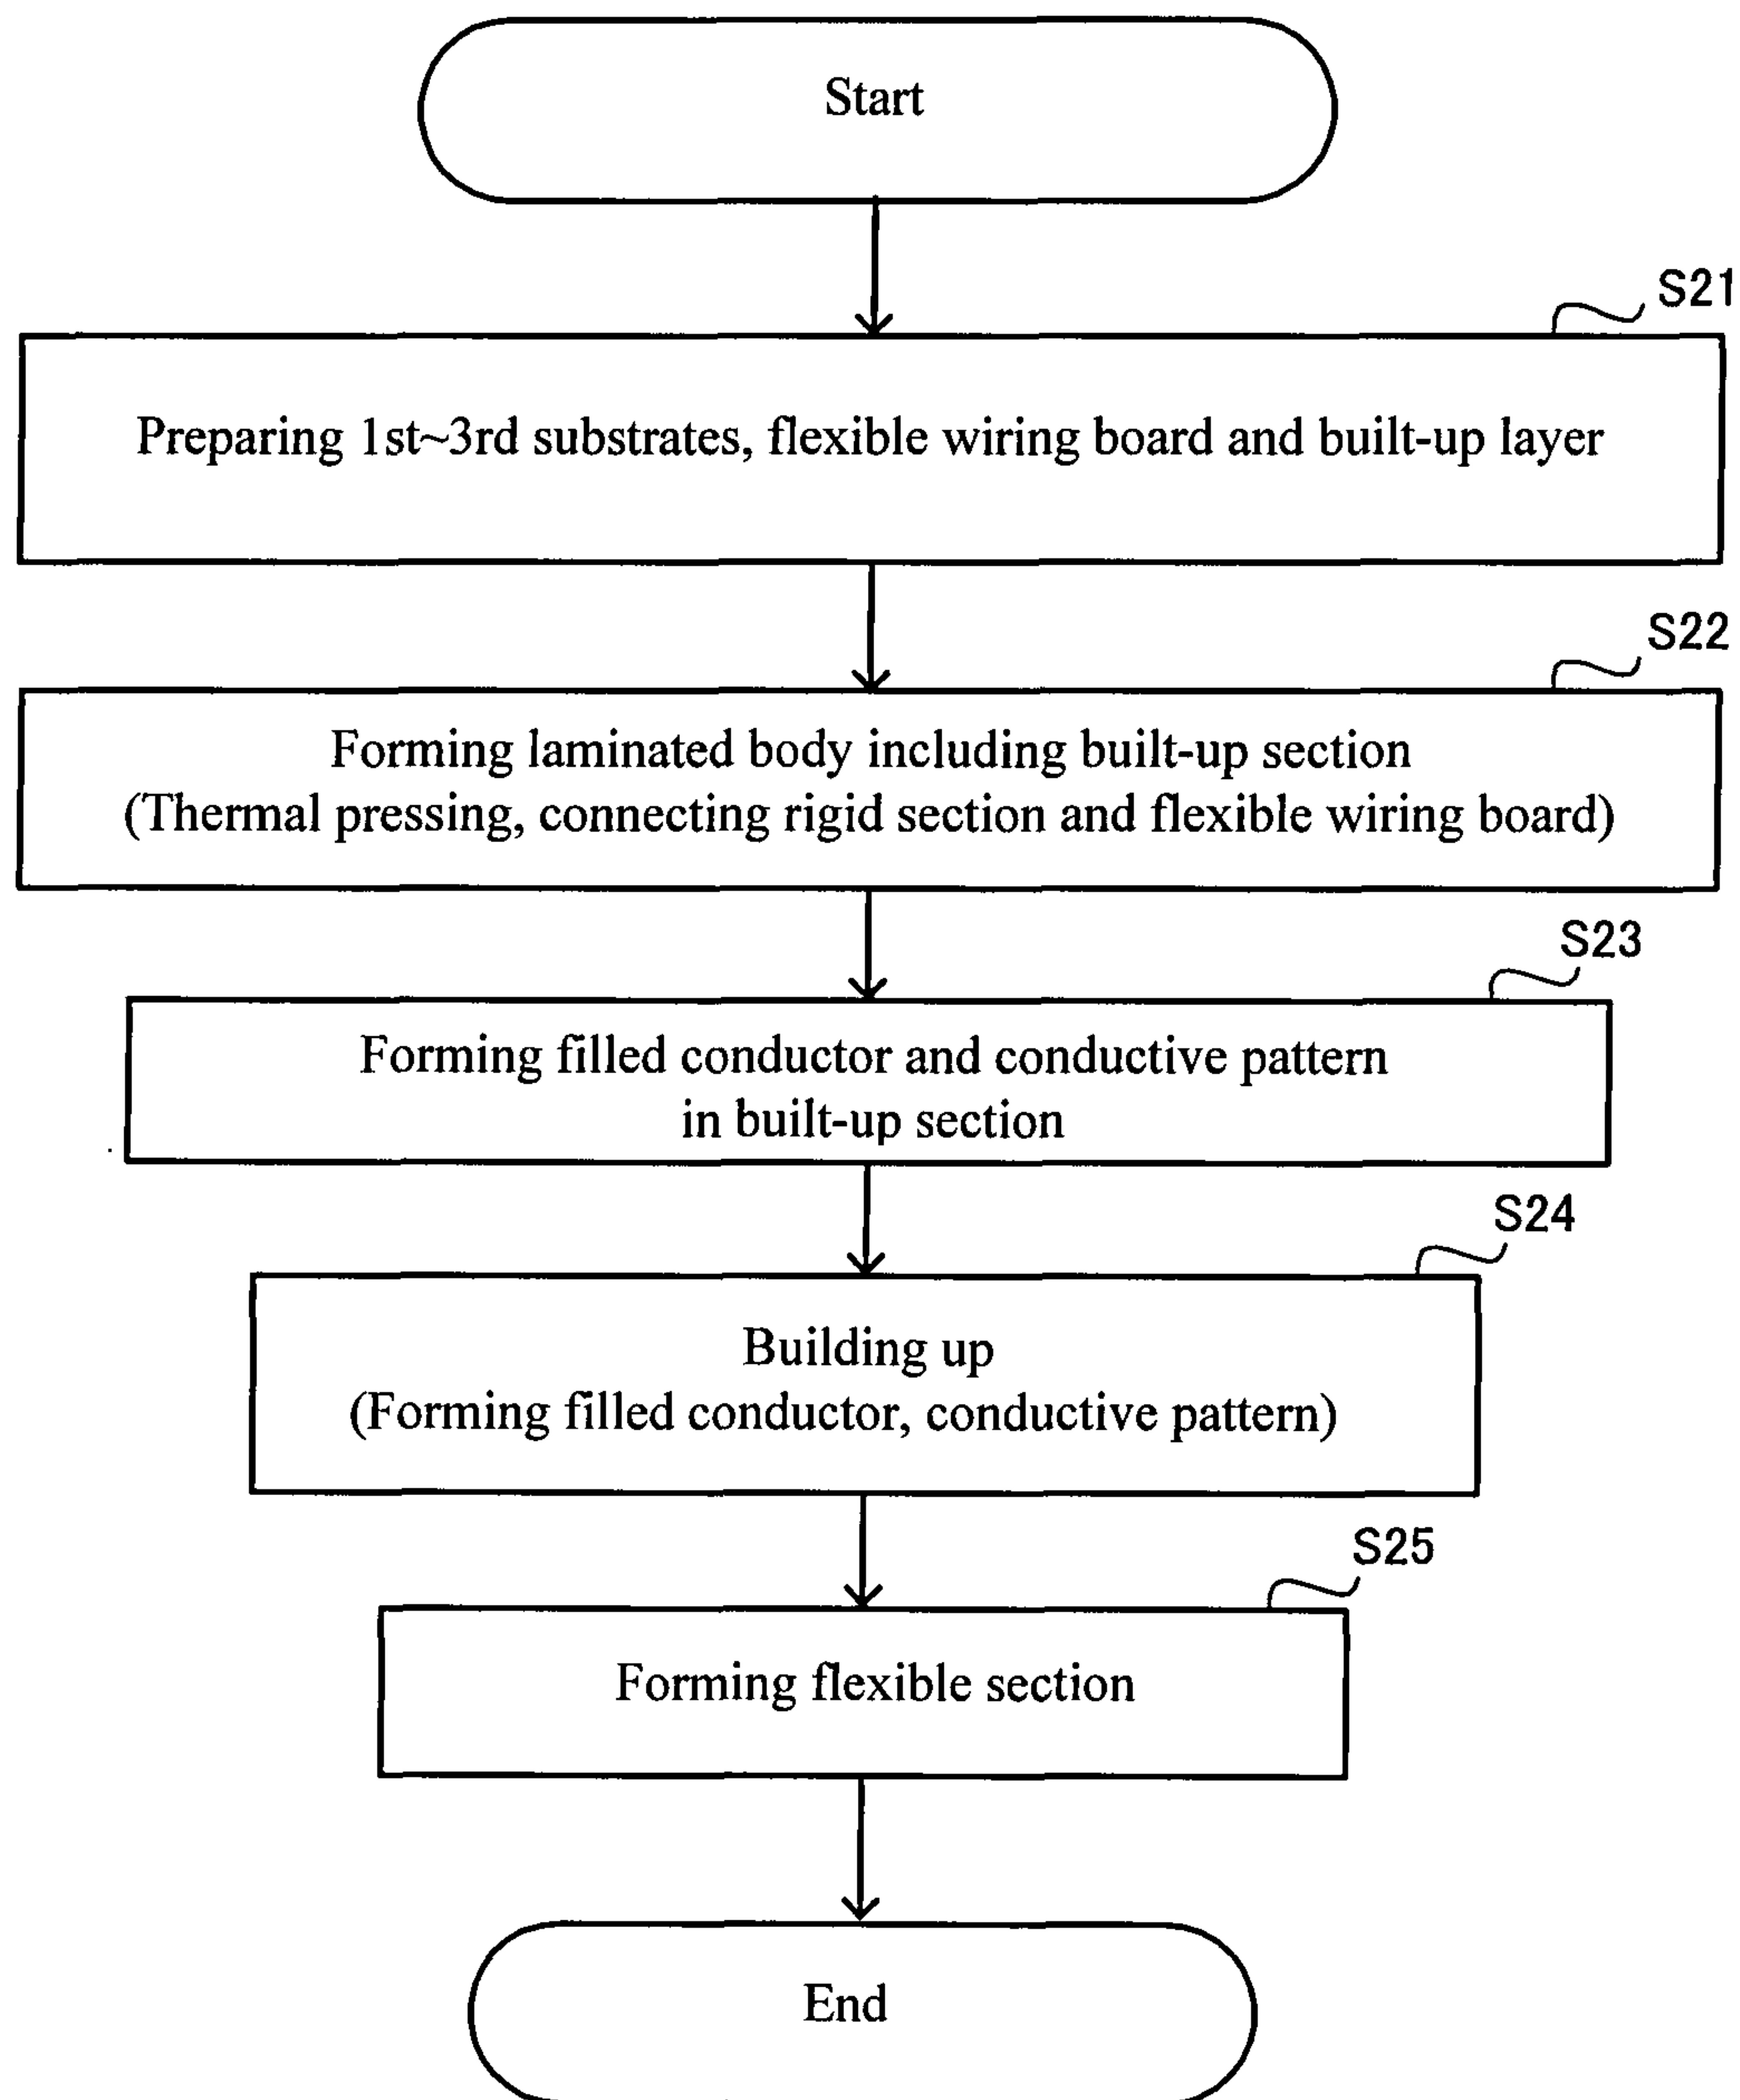 Start
S21
Preparing 1st~3rd substrates, flexible wiring board and built-up layer
S22
Forming laminated body including built-up section
(Thermal pressing, connecting rigid section and flexible wiring board)
S23
Forming filled conductor and conductive pattern
in built-up section
S24
Building up
(Forming filled conductor, conductive pattern)
S25
Forming flexible section
End